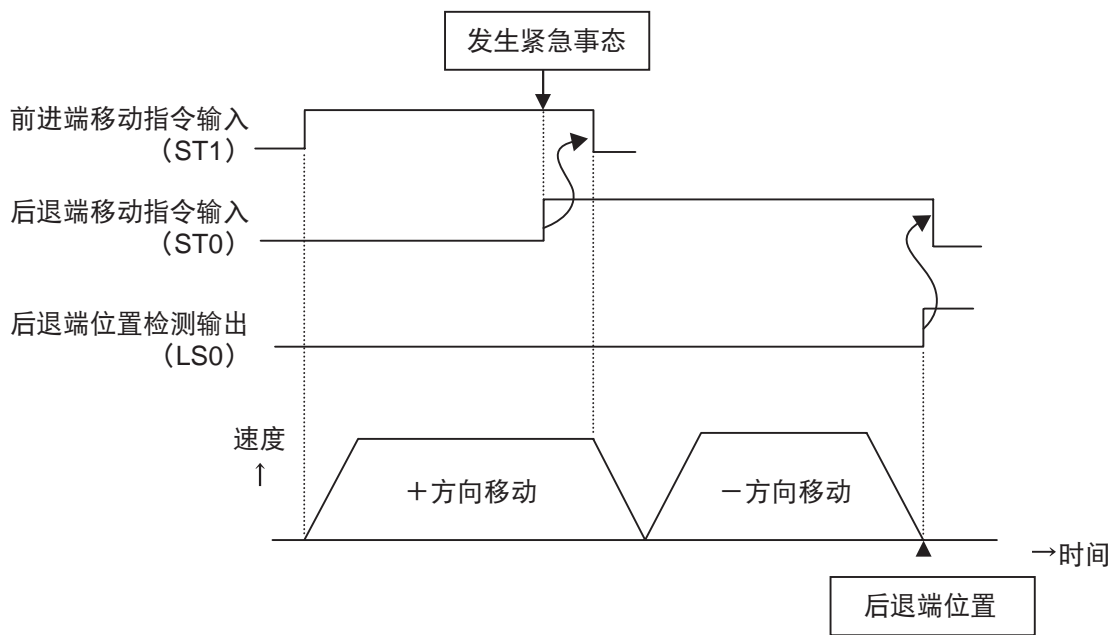 发生紧急事态
前进端移动指令输入
（ST1）
后退端移动指令输入
（ST0）
后退端位置检测输出
（LS0）
速度
↑
＋方向移动
－方向移动
→时间
后退端位置